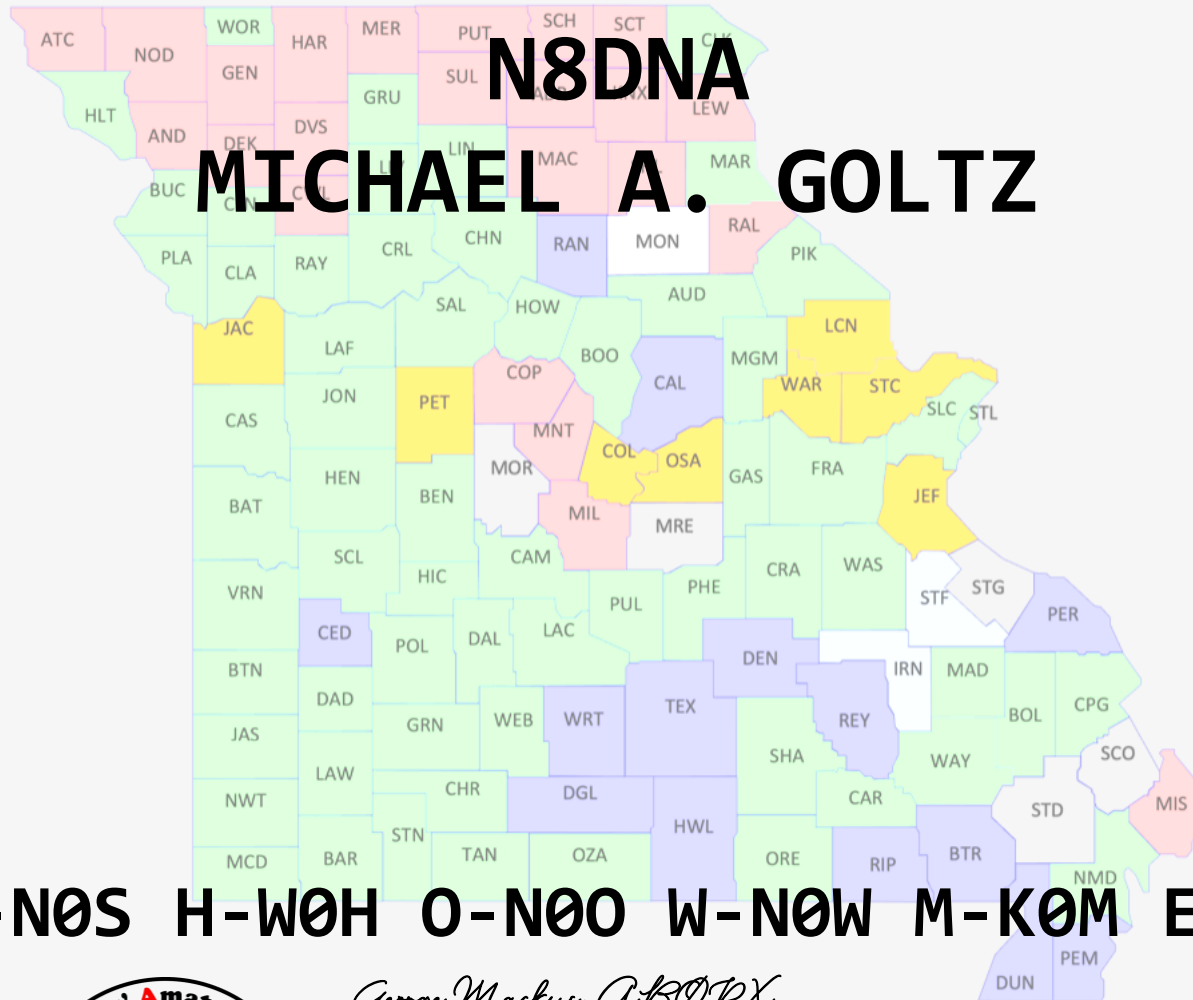 N8DNA
MICHAEL A. GOLTZ
ATC NOD WOR HAR MER PUT SCH SCT CLK
GEN SUL
HLT GRU LEW
AND DEK DVS LIN MAC MAR
BUC
PLA CLA RAY CRL CHN RAN MON RAL PIK
JAC LAF SAL HOW AUD LCN
BOO MGM
CAS JON PET COP CAL WAR STC SLC STL
MNT
BAT HEN BEN MOR COL OSA GAS FRA JEF
MIL MRE
VRN SCL HIC CAM PUL PHE CRA WAS STF STG PER
CED POL DAL LAC
BTN DAD DEN IRN MAD
JAS GRN WEB WRT TEX REY BOL CPG
LAW SHA WAY SCO
NWT CHR DGL CAR STD MIS
STN HWL
MCD BAR TAN OZA ORE RIP BTR NMD
-N0S H-W0H O-N0O W-N0W M-K0M E
PEM
DUN